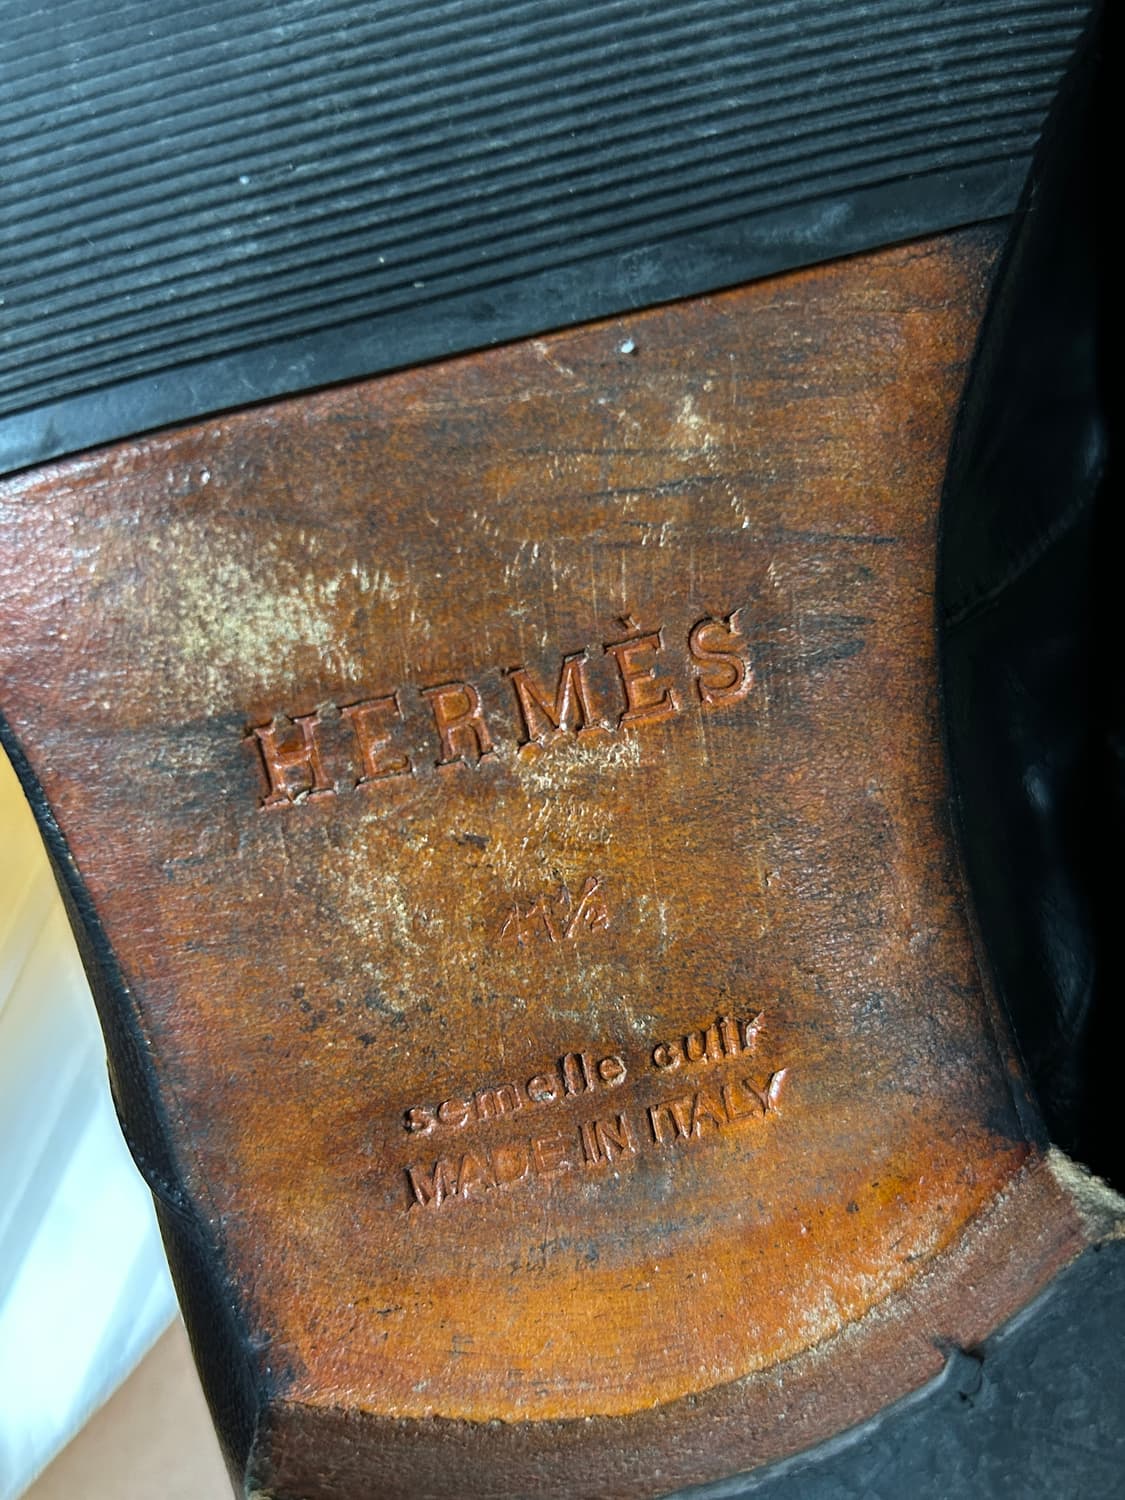 HERMÈS
41½
semelle cuir
MADE IN ITALY